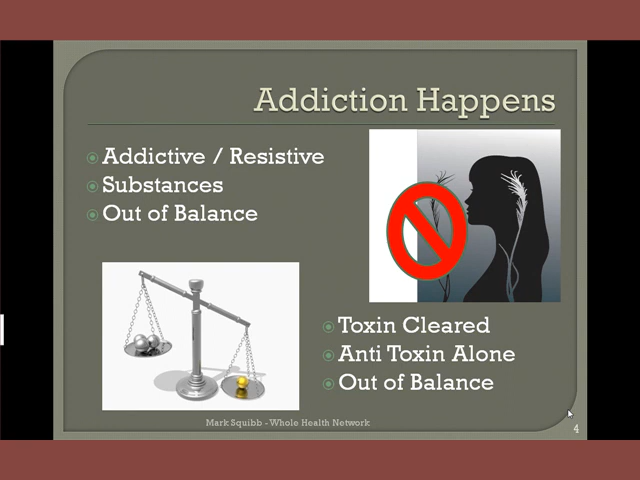 Addiction Happens
Addictive / Resistive
Substances
Out of Balance
Toxin Cleared
Anti Toxin Alone
Out of Balance
Mark Squibb - Whole Health Network
4